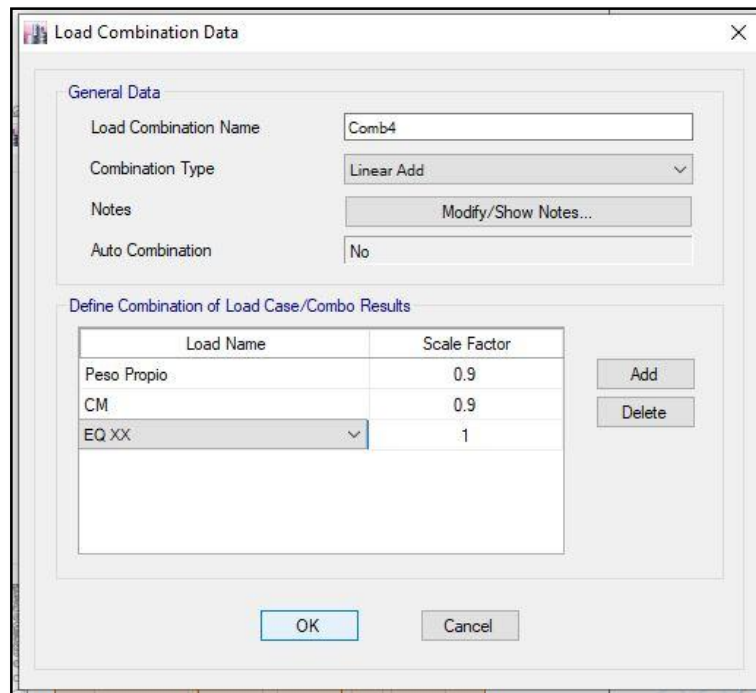 Load Combination Data
General Data
Load Combination Name Comb4
Combination Type Linear Add
Notes Modify/Show Notes...
Auto Combination No
Define Combination of Load Case/Combo Results
Load Name Scale Factor
Peso Propio 0.9 Add
CM 0.9 Delete
EQ XX 1
OK Cancel